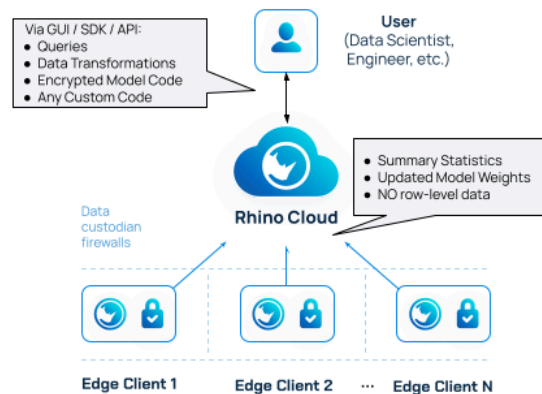 Via GUI / SDK / API:
● Queries
● Data Transformations
● Encrypted Model Code
● Any Custom Code
User
(Data Scientist,
Engineer, etc.)
● Summary Statistics
● Updated Model Weights
● NO row-level data
Rhino Cloud
Data
custodian
firewalls
Edge Client 1
Edge Client 2
...
Edge Client N